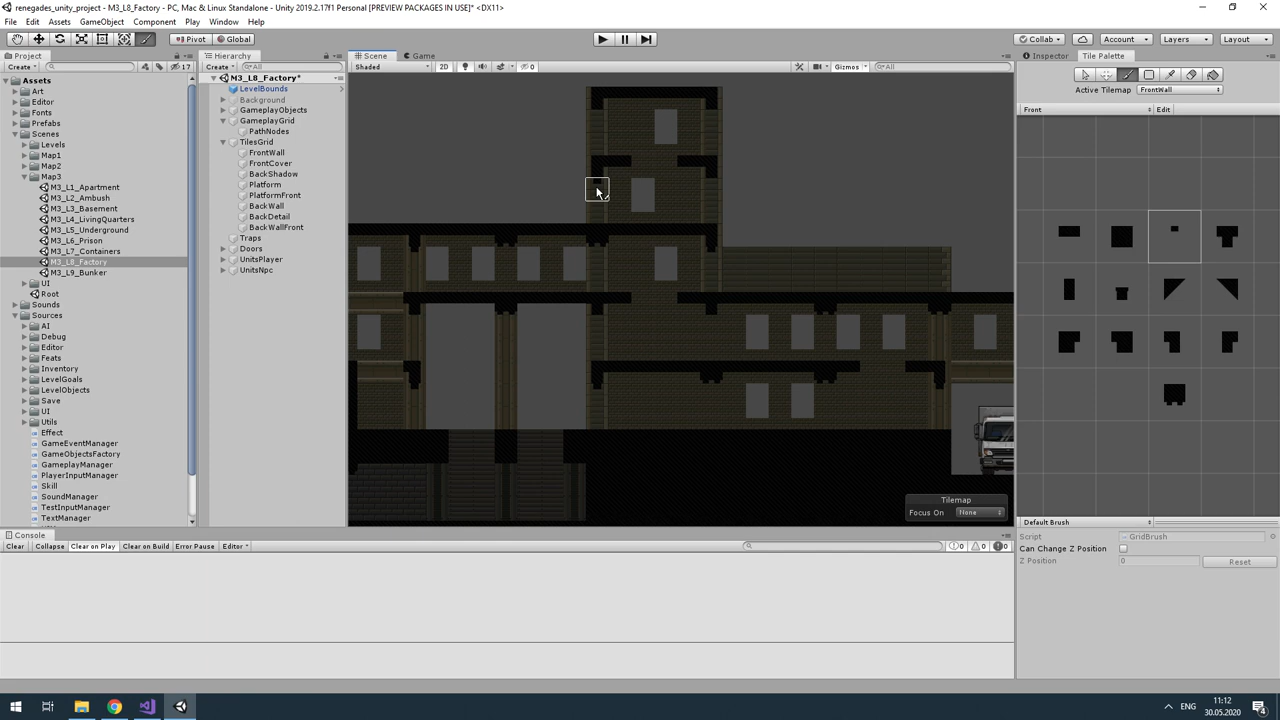 renegades_unity_project - M3_L8_Factory - PC, Mac & Linux Standalone - Unity 2019.2.17f1 Personal [PREVIEW PACKAGES IN USE]* <DX11>
File Edit Assets GameObject Component Play Window Help
Pivot Global Collab Account Layers Layout
Project Hierarchy Scene Game Inspector Tile Palette
Create 17 Create All Shaded 2D 0 Gizmos All
Assets
Art
Editor
Fonts
Prefabs
Scenes
Levels
Map1
Map2
Map3
M3_L1_Apartment
M3_L2_Ambush
M3_L3_Basement
M3_L4_LivingQuarters
M3_L5_Underground
M3_L6_Prison
M3_L7_Containers
M3_L8_Factory
M3_L9_Bunker
UI
Root
Sounds
Sources
AI
Debug
Editor
Feats
Inventory
LevelGoals
LevelObjects
Save
UI
Utils
Effect
GameEventManager
GameObjectsFactory
GameplayManager
PlayerInputManager
Skill
SoundManager
TestInputManager
TextManager
M3_L8_Factory*
LevelBounds
Background
GameplayObjects
GameplayGrid
PathNodes
TilesGrid
FrontWall
FrontCover
BackShadow
Platform
PlatformFront
BackWall
BackDetail
BackWallFront
Traps
Doors
UnitsPlayer
UnitsNpc
Tilemap
Focus On None
Active Tilemap FrontWall
Front Edit
Default Brush
Script GridBrush
Can Change Z Position
Z Position 0 Reset
Console
Clear Collapse Clear on Play Clear on Build Error Pause Editor 0 0 0
ENG 11:12
30.05.2020
4